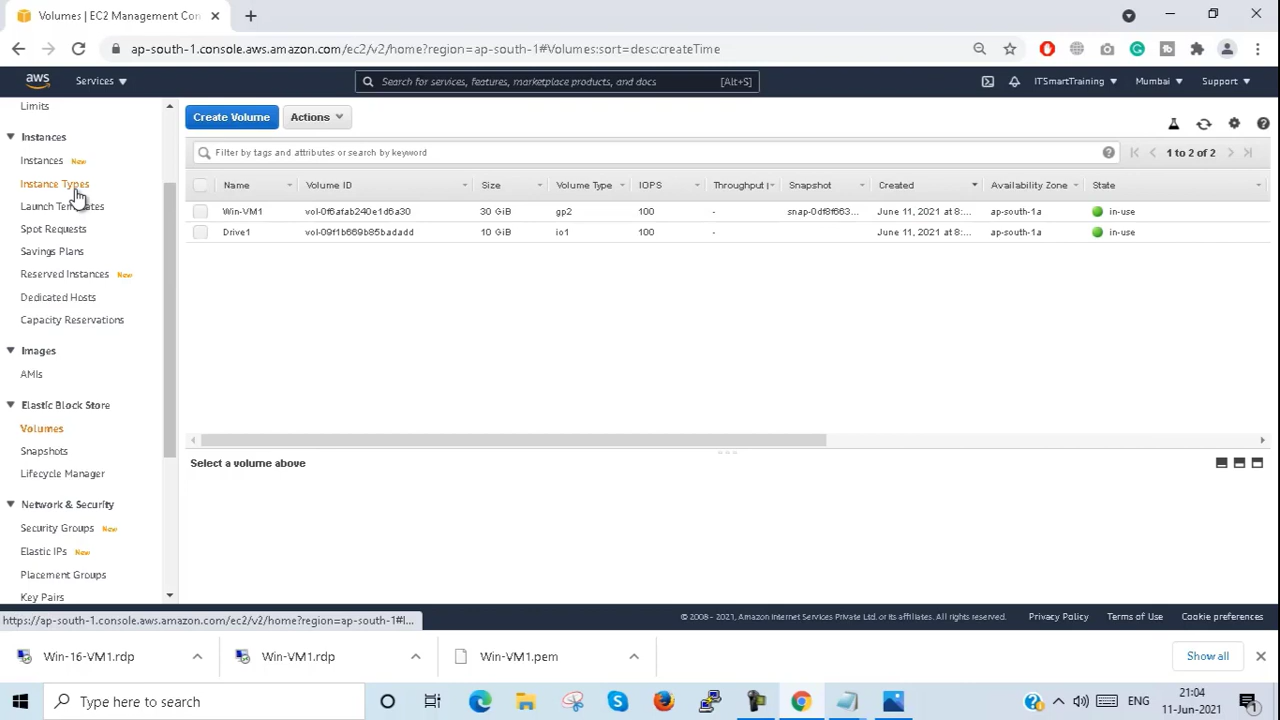 Volumes | EC2 Management Con
ap-south-1.console.aws.amazon.com/ec2/v2/home?region=ap-south-1#Volumes:sort=desc:createTime
aws
Services
Search for services, features, marketplace products, and docs
[Alt+S]
ITSmartTraining
Mumbai
Support
Limits
Instances
Instances New
Instance Types
Launch Templates
Spot Requests
Savings Plans
Reserved Instances New
Dedicated Hosts
Capacity Reservations
Images
AMIs
Elastic Block Store
Volumes
Snapshots
Lifecycle Manager
Network & Security
Security Groups New
Elastic IPs New
Placement Groups
Key Pairs
Create Volume
Actions
Filter by tags and attributes or search by keyword
1 to 2 of 2
Name Volume ID Size Volume Type IOPS Throughput Snapshot Created Availability Zone State
Win-VM1 vol-0f6afab240e1d6a30 30 GiB gp2 100 - snap-0df8f663... June 11, 2021 at 8:... ap-south-1a in-use
Drive1 vol-09f1b669b85badadd 10 GiB io1 100 - June 11, 2021 at 8:... ap-south-1a in-use
Select a volume above
https://ap-south-1.console.aws.amazon.com/ec2/v2/home?region=ap-south-1#I...
© 2008 - 2021, Amazon Internet Services Private Ltd. or its affiliates. All rights reserved.
Privacy Policy
Terms of Use
Cookie preferences
Win-16-VM1.rdp
Win-VM1.rdp
Win-VM1.pem
Show all
Type here to search
ENG
21:04
11-Jun-2021